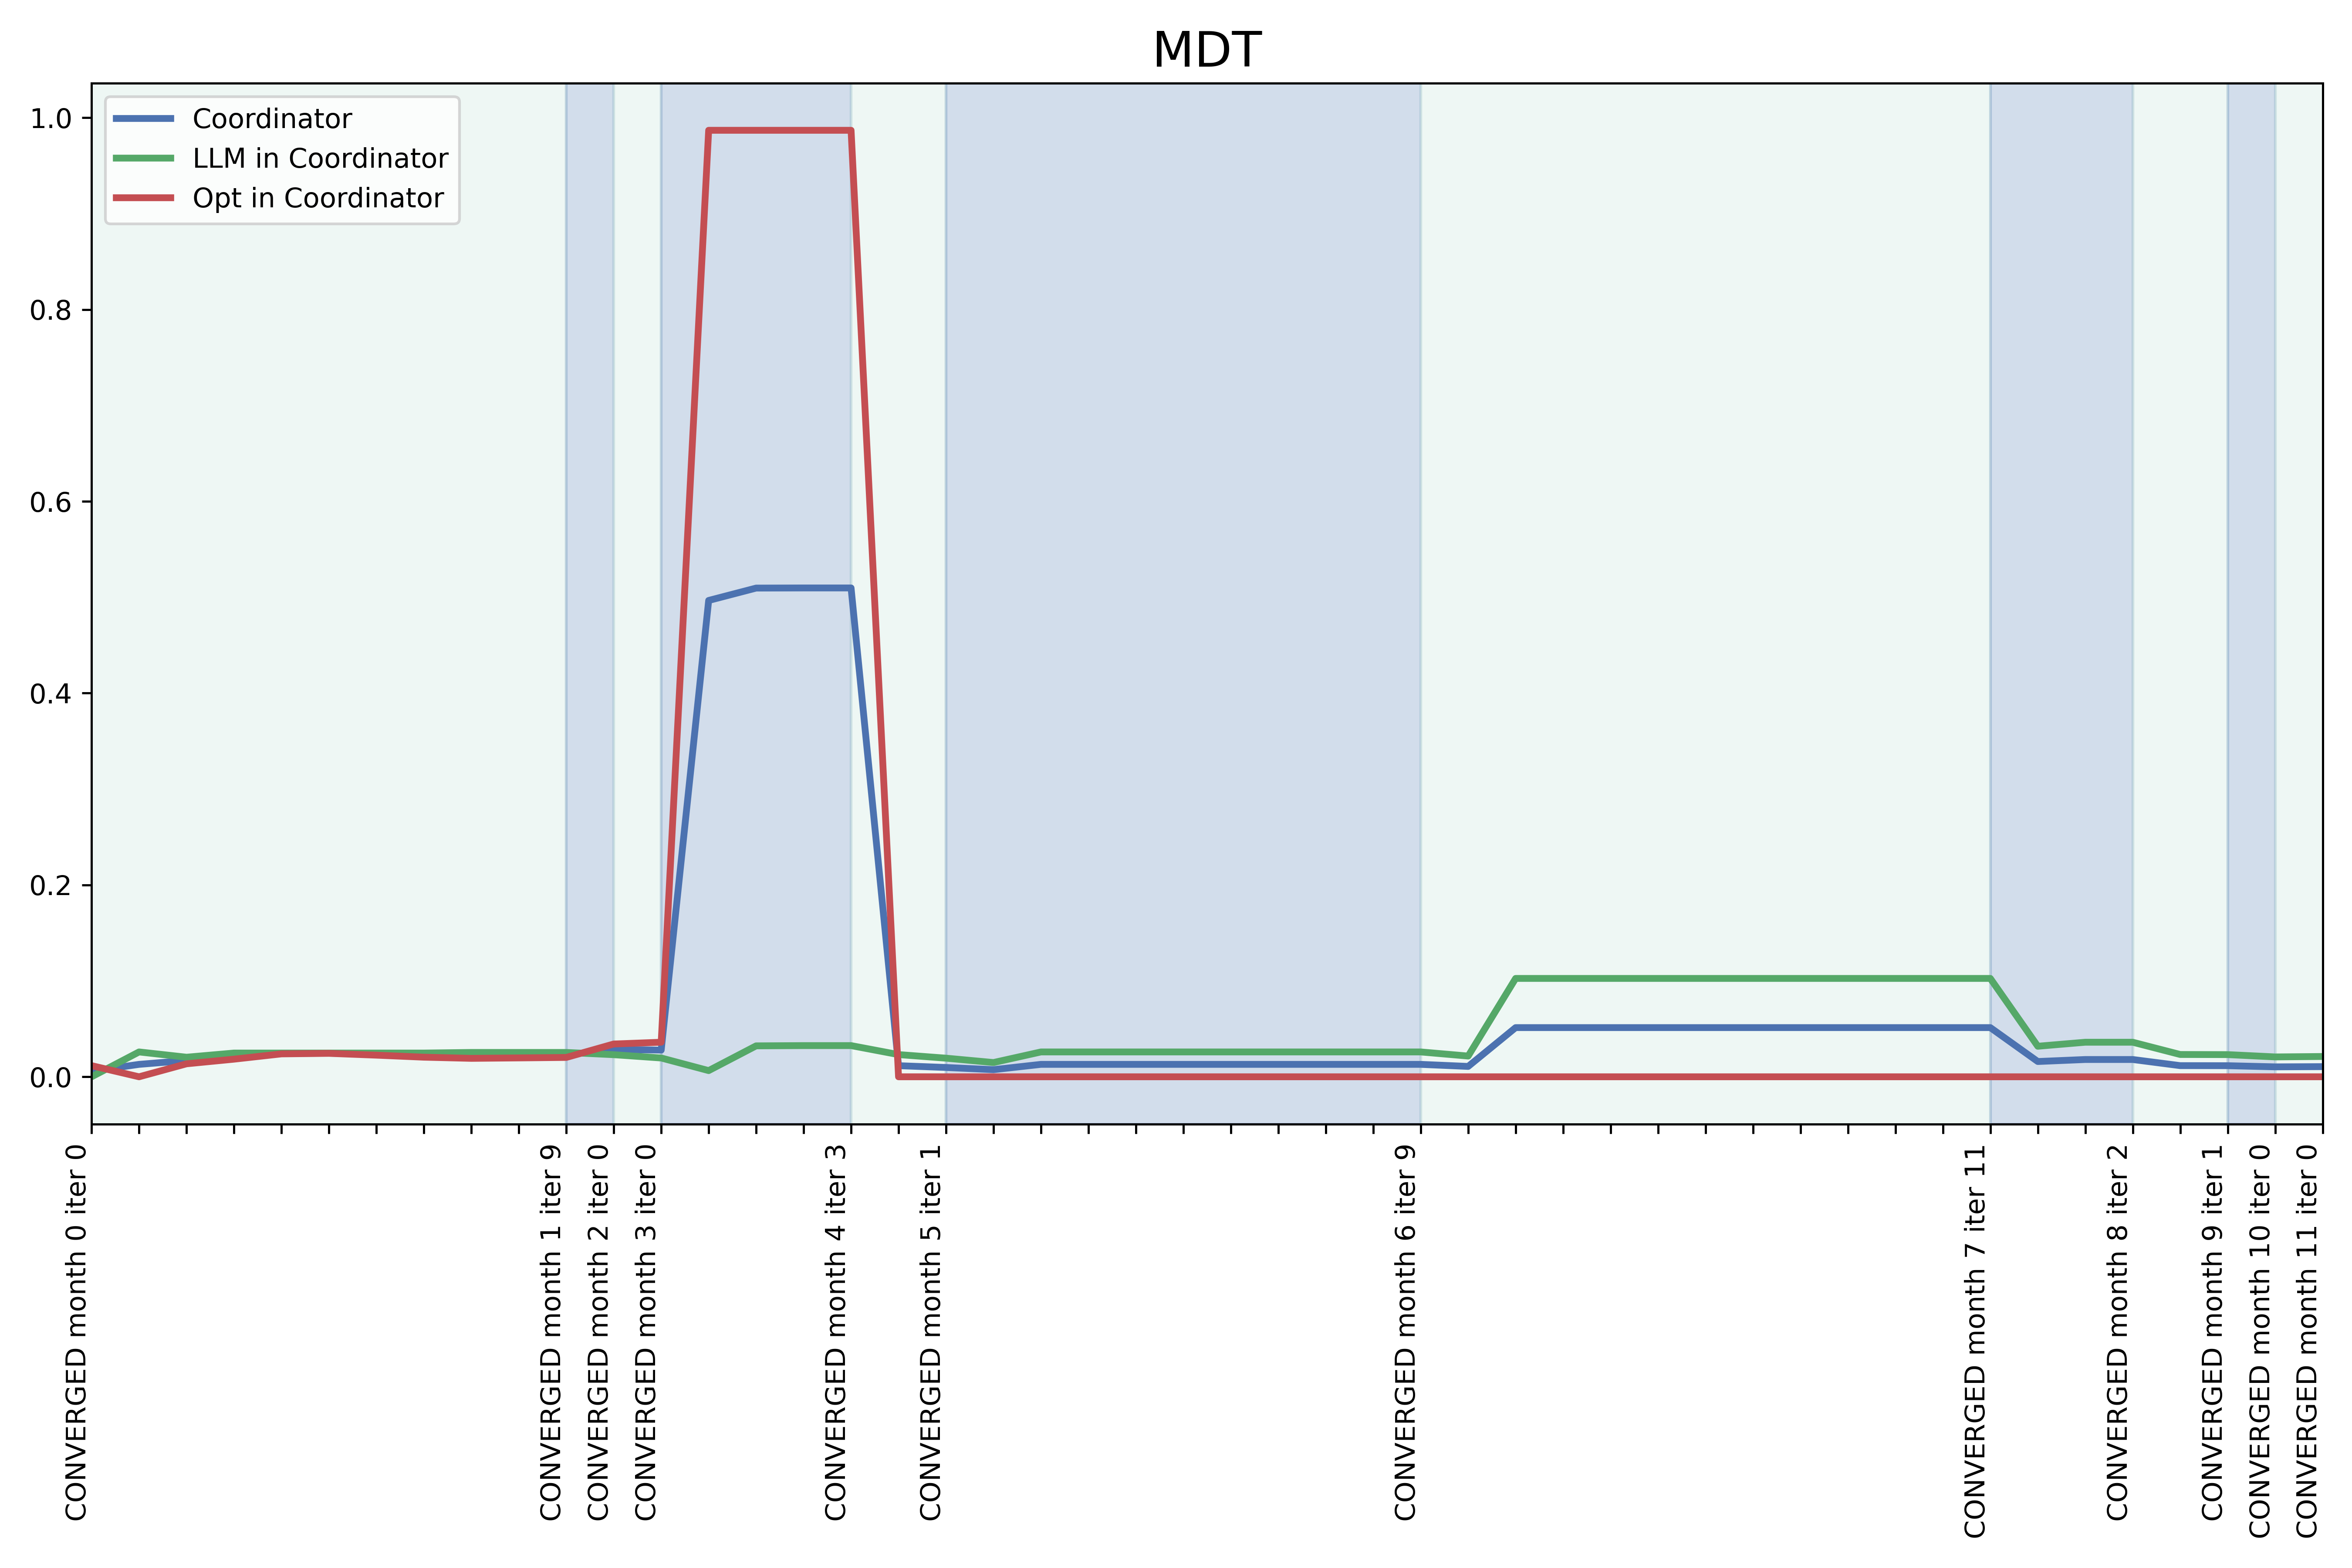 MDT
Coordinator
LLM in Coordinator
Opt in Coordinator
1.0
0.8
0.6
0.4
0.2
0.0
CONVERGED month 0 iter 0
CONVERGED month 1 iter 9
CONVERGED month 2 iter 0
CONVERGED month 3 iter 0
CONVERGED month 4 iter 3
CONVERGED month 5 iter 1
CONVERGED month 6 iter 9
CONVERGED month 7 iter 11
CONVERGED month 8 iter 2
CONVERGED month 9 iter 1
CONVERGED month 10 iter 0
CONVERGED month 11 iter 0